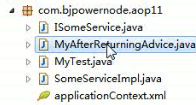 com.bjpowernode.aop11
ISomeService.java
MyAfterReturningAdvice.java
MyTest.java
SomeServiceImpl.java
applicationContext.xml